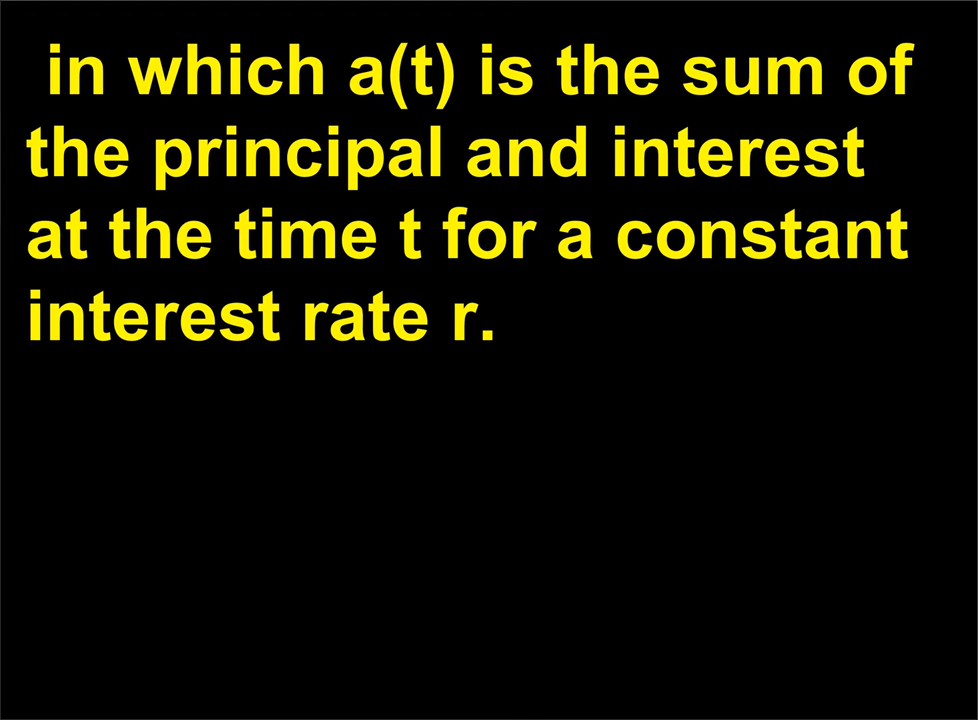 in which a(t) is the sum of
the principal and interest
at the time t for a constant
interest rate r.